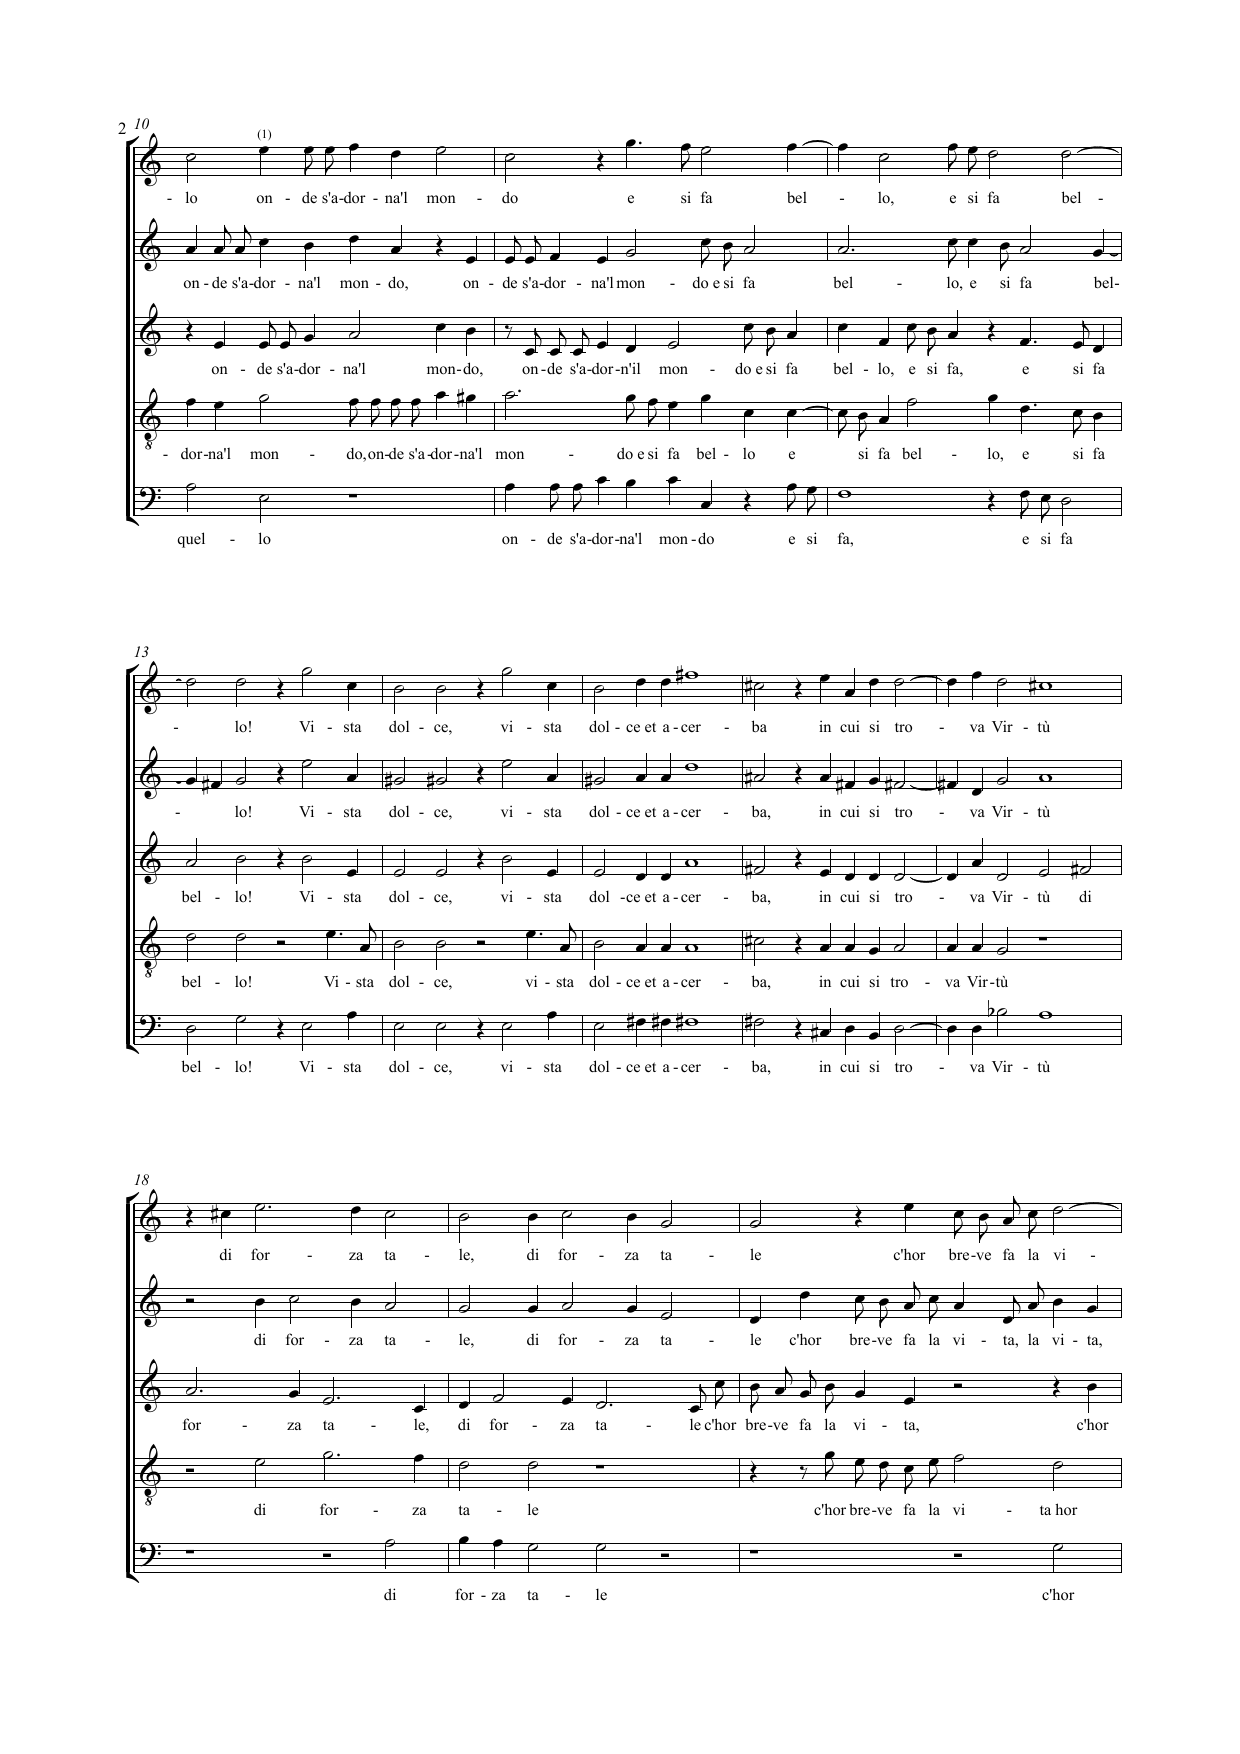 2 10
(1)
- lo on - de s'a-dor - na'l mon - do e si fa bel - lo, e si fa bel -
on - de s'a-dor - na'l mon - do, on - de s'a-dor - na'l mon - do e si fa bel - lo, e si fa bel-
on - de s'a-dor - na'l mon-do, on-de s'a-dor-n'il mon - do e si fa bel - lo, e si fa, e si fa
8
- dor-na'l mon - do, on-de s'a-dor-na'l mon - do e si fa bel - lo e si fa bel - lo, e si fa
quel - lo on - de s'a-dor-na'l mon-do e si fa, e si fa
13
- lo! Vi - sta dol - ce, vi - sta dol - ce et a - cer - ba in cui si tro - va Vir - tù
- lo! Vi - sta dol - ce, vi - sta dol - ce et a - cer - ba, in cui si tro - va Vir - tù
bel - lo! Vi - sta dol - ce, vi - sta dol -ce et a - cer - ba, in cui si tro - va Vir - tù di
8
bel - lo! Vi - sta dol - ce, vi - sta dol - ce et a - cer - ba, in cui si tro - va Vir-tù
bel - lo! Vi - sta dol - ce, vi - sta dol - ce et a - cer - ba, in cui si tro - va Vir - tù
18
di for - za ta - le, di for - za ta - le c'hor bre-ve fa la vi -
di for - za ta - le, di for - za ta - le c'hor bre-ve fa la vi - ta, la vi - ta,
for - za ta - le, di for - za ta - le c'hor bre-ve fa la vi - ta, c'hor
8
di for - za ta - le c'hor bre-ve fa la vi - ta hor
di for - za ta - le c'hor